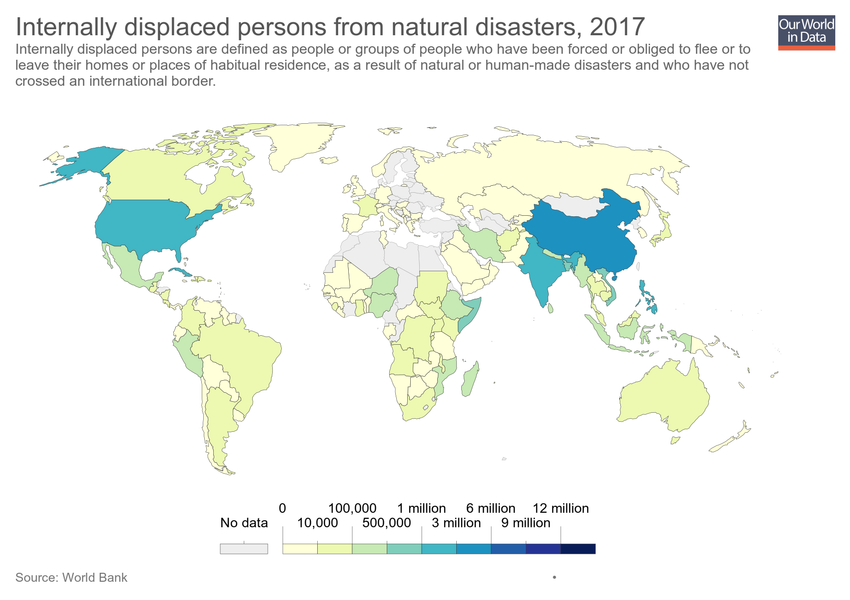 Internally displaced persons from natural disasters, 2017
Our World
in Data
Internally displaced persons are defined as people or groups of people who have been forced or obliged to flee or to
leave their homes or places of habitual residence, as a result of natural or human-made disasters and who have not
crossed an international border.
0 100,000 1 million 6 million 12 million
No data 10,000 500,000 3 million 9 million
Source: World Bank